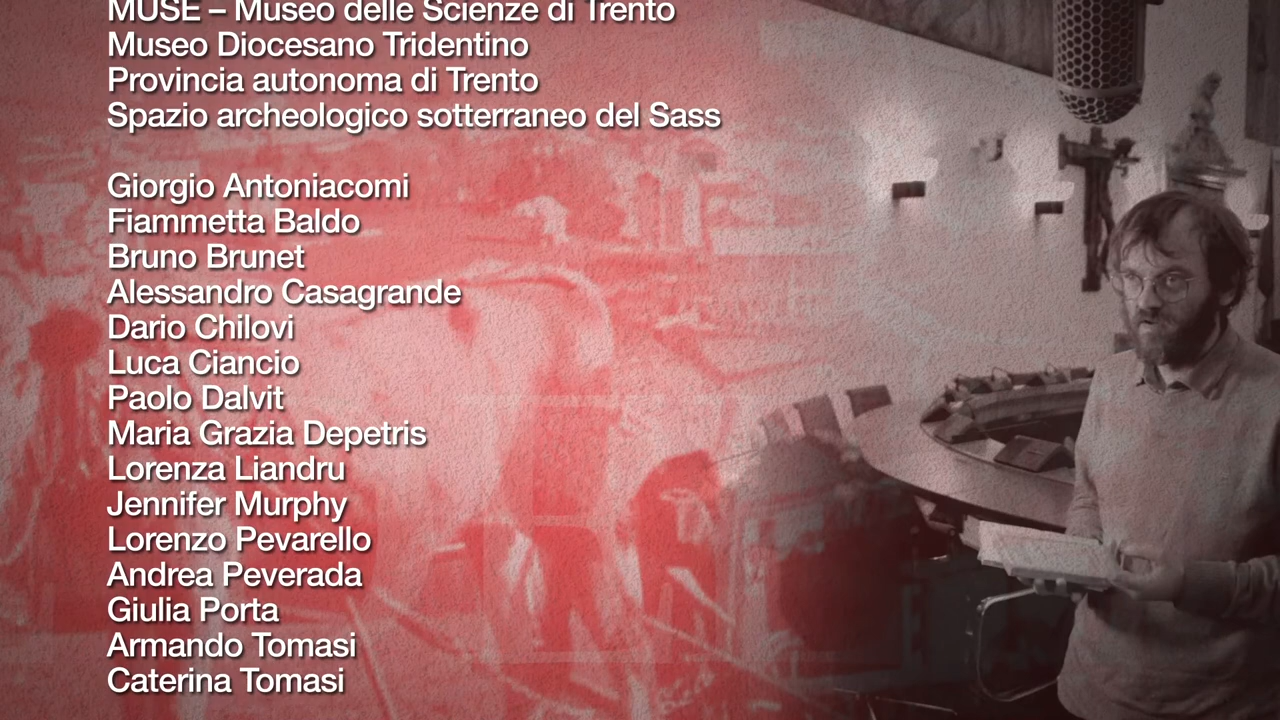 MUSE – Museo delle Scienze di Trento
Museo Diocesano Tridentino
Provincia autonoma di Trento
Spazio archeologico sotterraneo del Sass
Giorgio Antoniacomi
Fiammetta Baldo
Bruno Brunet
Alessandro Casagrande
Dario Chilovi
Luca Ciancio
Paolo Dalvit
Maria Grazia Depetris
Lorenza Liandru
Jennifer Murphy
Lorenzo Pevarello
Andrea Peverada
Giulia Porta
Armando Tomasi
Caterina Tomasi